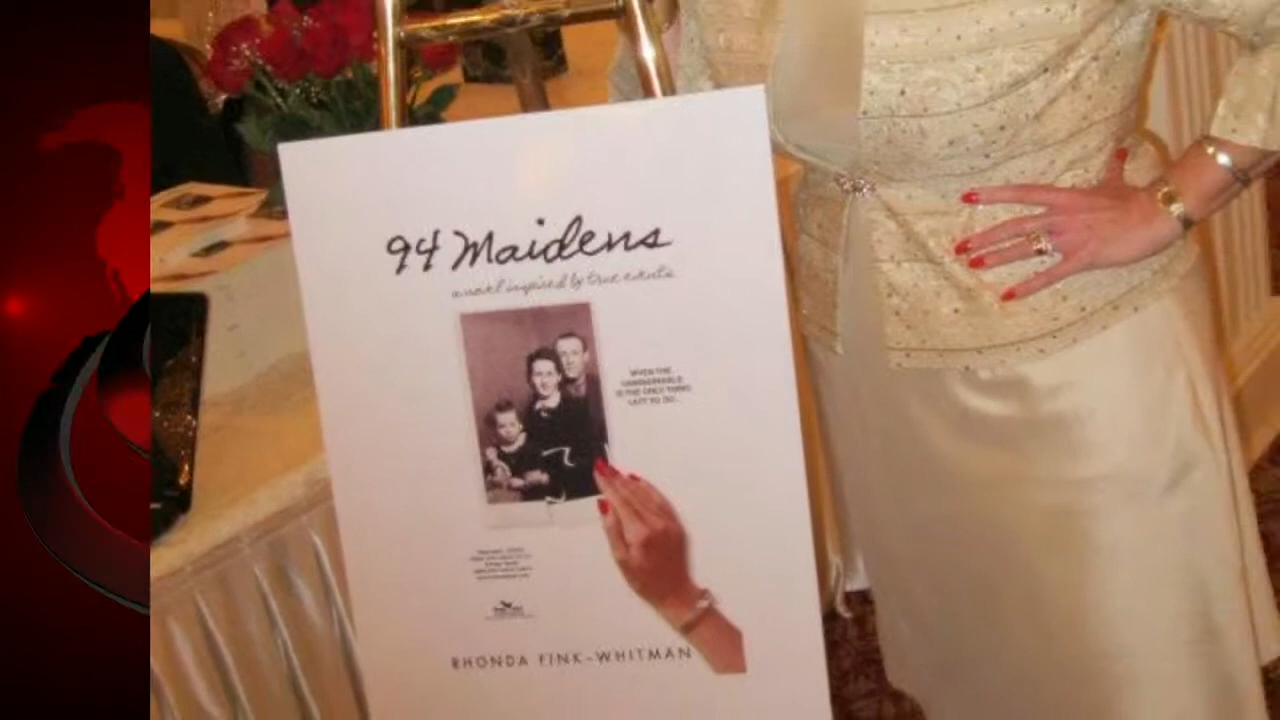 94 Maidens
a novel inspired by true events
WHEN THE
UNTHINKABLE
IS THE ONLY THING
LEFT TO DO...
RHONDA FINK-WHITMAN